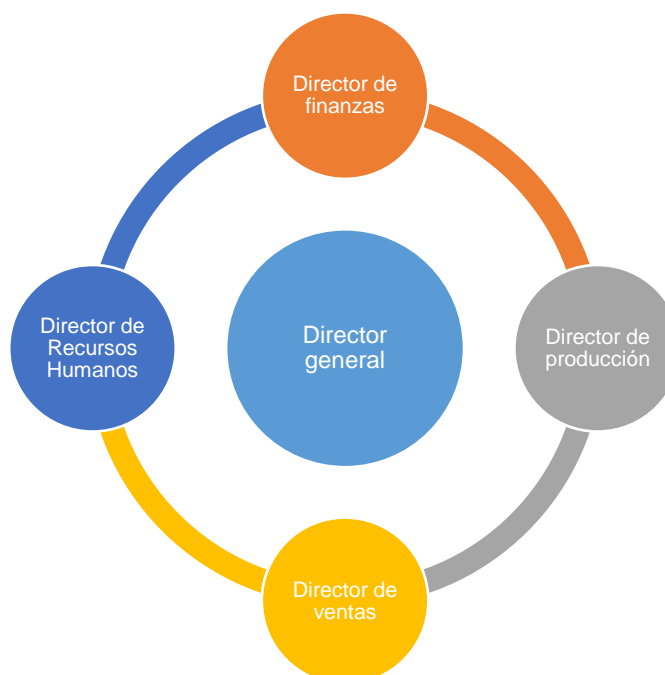 Director de
finanzas
Director de
Recursos
Humanos
Director
general
Director de
producción
Director de
ventas